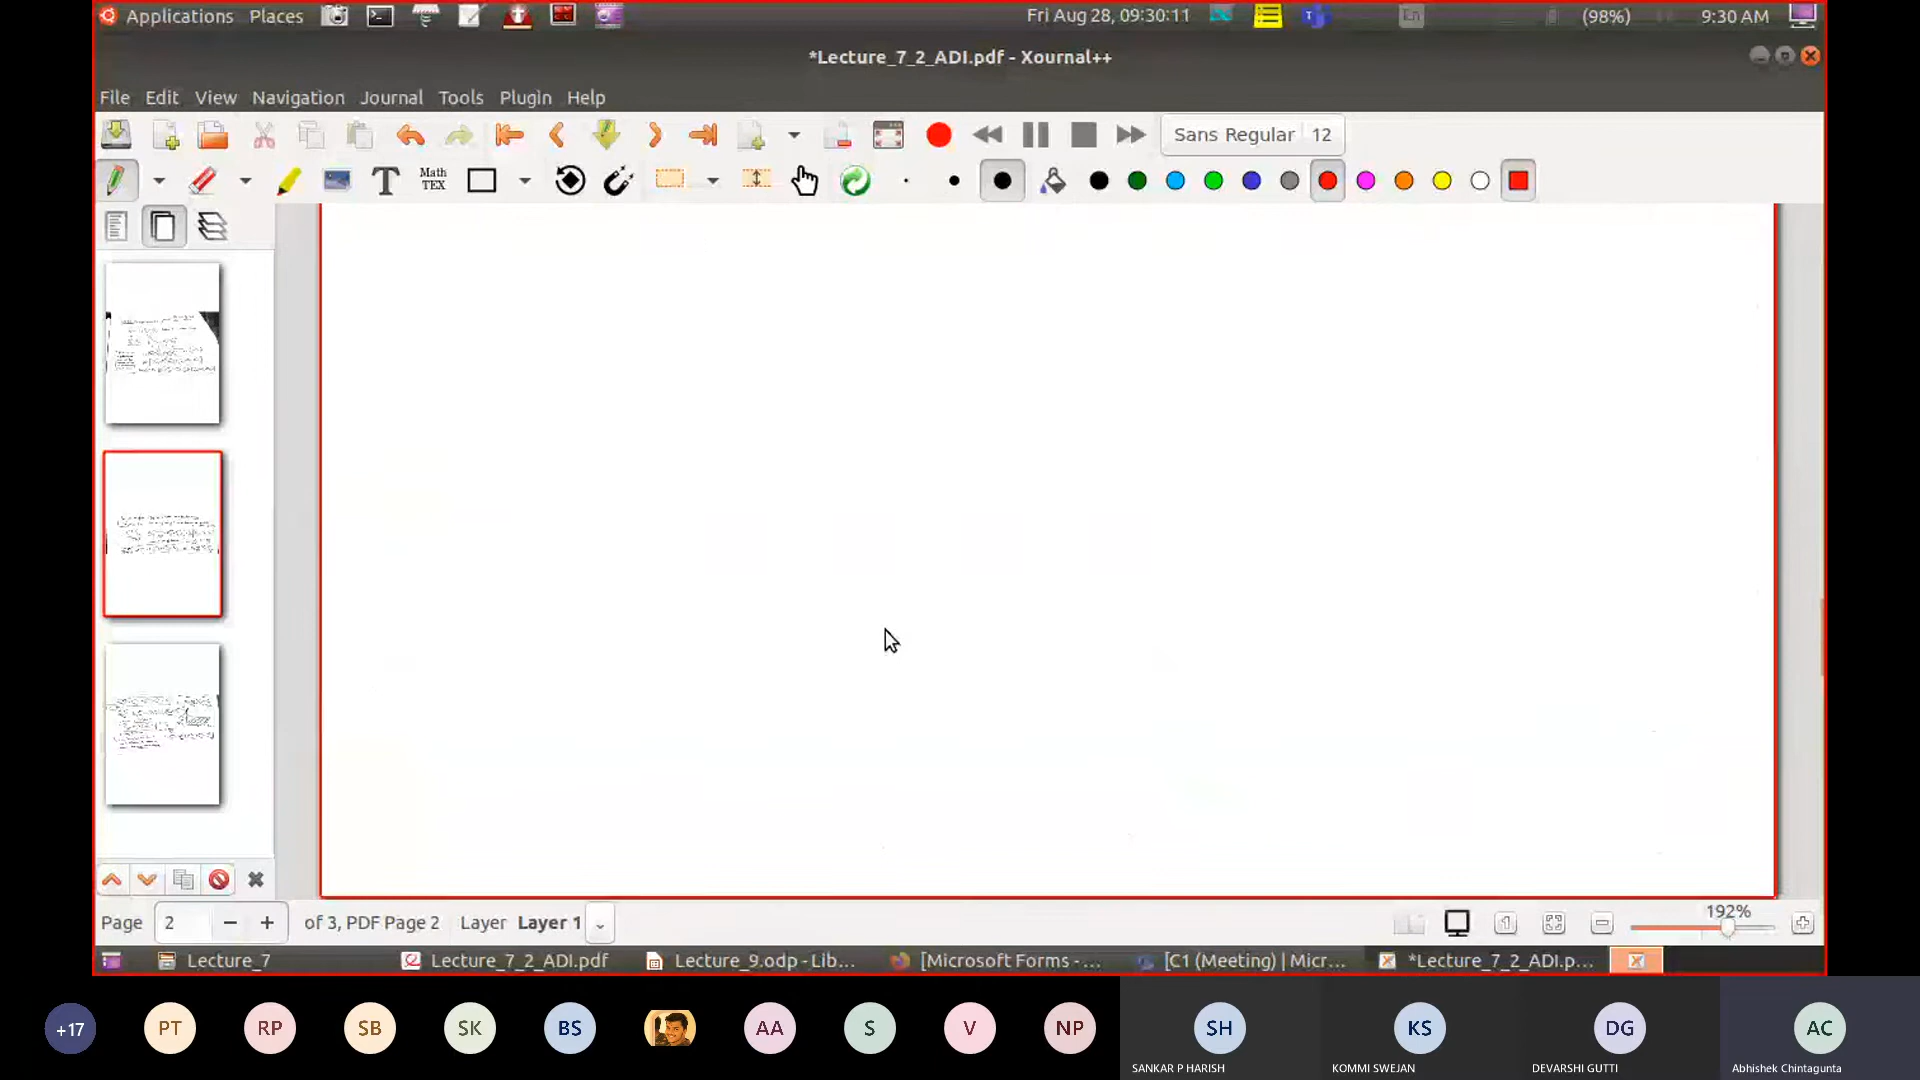 Applications Places Fri Aug 28, 09:30:11 En (98%) 9:30 AM
*Lecture_7_2_ADI.pdf - Xournal++
File Edit View Navigation Journal Tools Plugin Help
Sans Regular 12
T Math TEX
Page 2 of 3, PDF Page 2 Layer Layer 1 192%
Lecture_7 Lecture_7_2_ADI.pdf Lecture_9.odp - Lib... [Microsoft Forms - ... [C1 (Meeting) | Micr... *Lecture_7_2_ADI.p...
+17 PT RP SB SK BS AA S V NP SH KS DG AC
SANKAR P HARISH KOMMI SWEJAN DEVARSHI GUTTI Abhishek Chintagunta